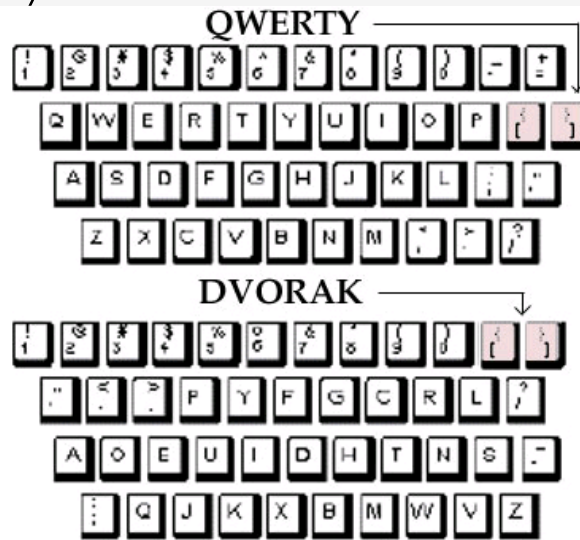 QWERTY
! 1 @ 2 # 3 $ 4 % 5 ^ 6 & 7 * 8 ( 9 ) 0 _ - + =
Q W E R T Y U I O P { [ } ]
A S D F G H J K L : ; " '
Z X C V B N M < , > . ? /
DVORAK
! 1 @ 2 # 3 $ 4 % 5 6 & 7 * 8 ( 9 ) 0 { [ } ]
" ' < , > . P Y F G C R L ? /
A O E U I D H T N S _ -
: ; Q J K X B M W V Z